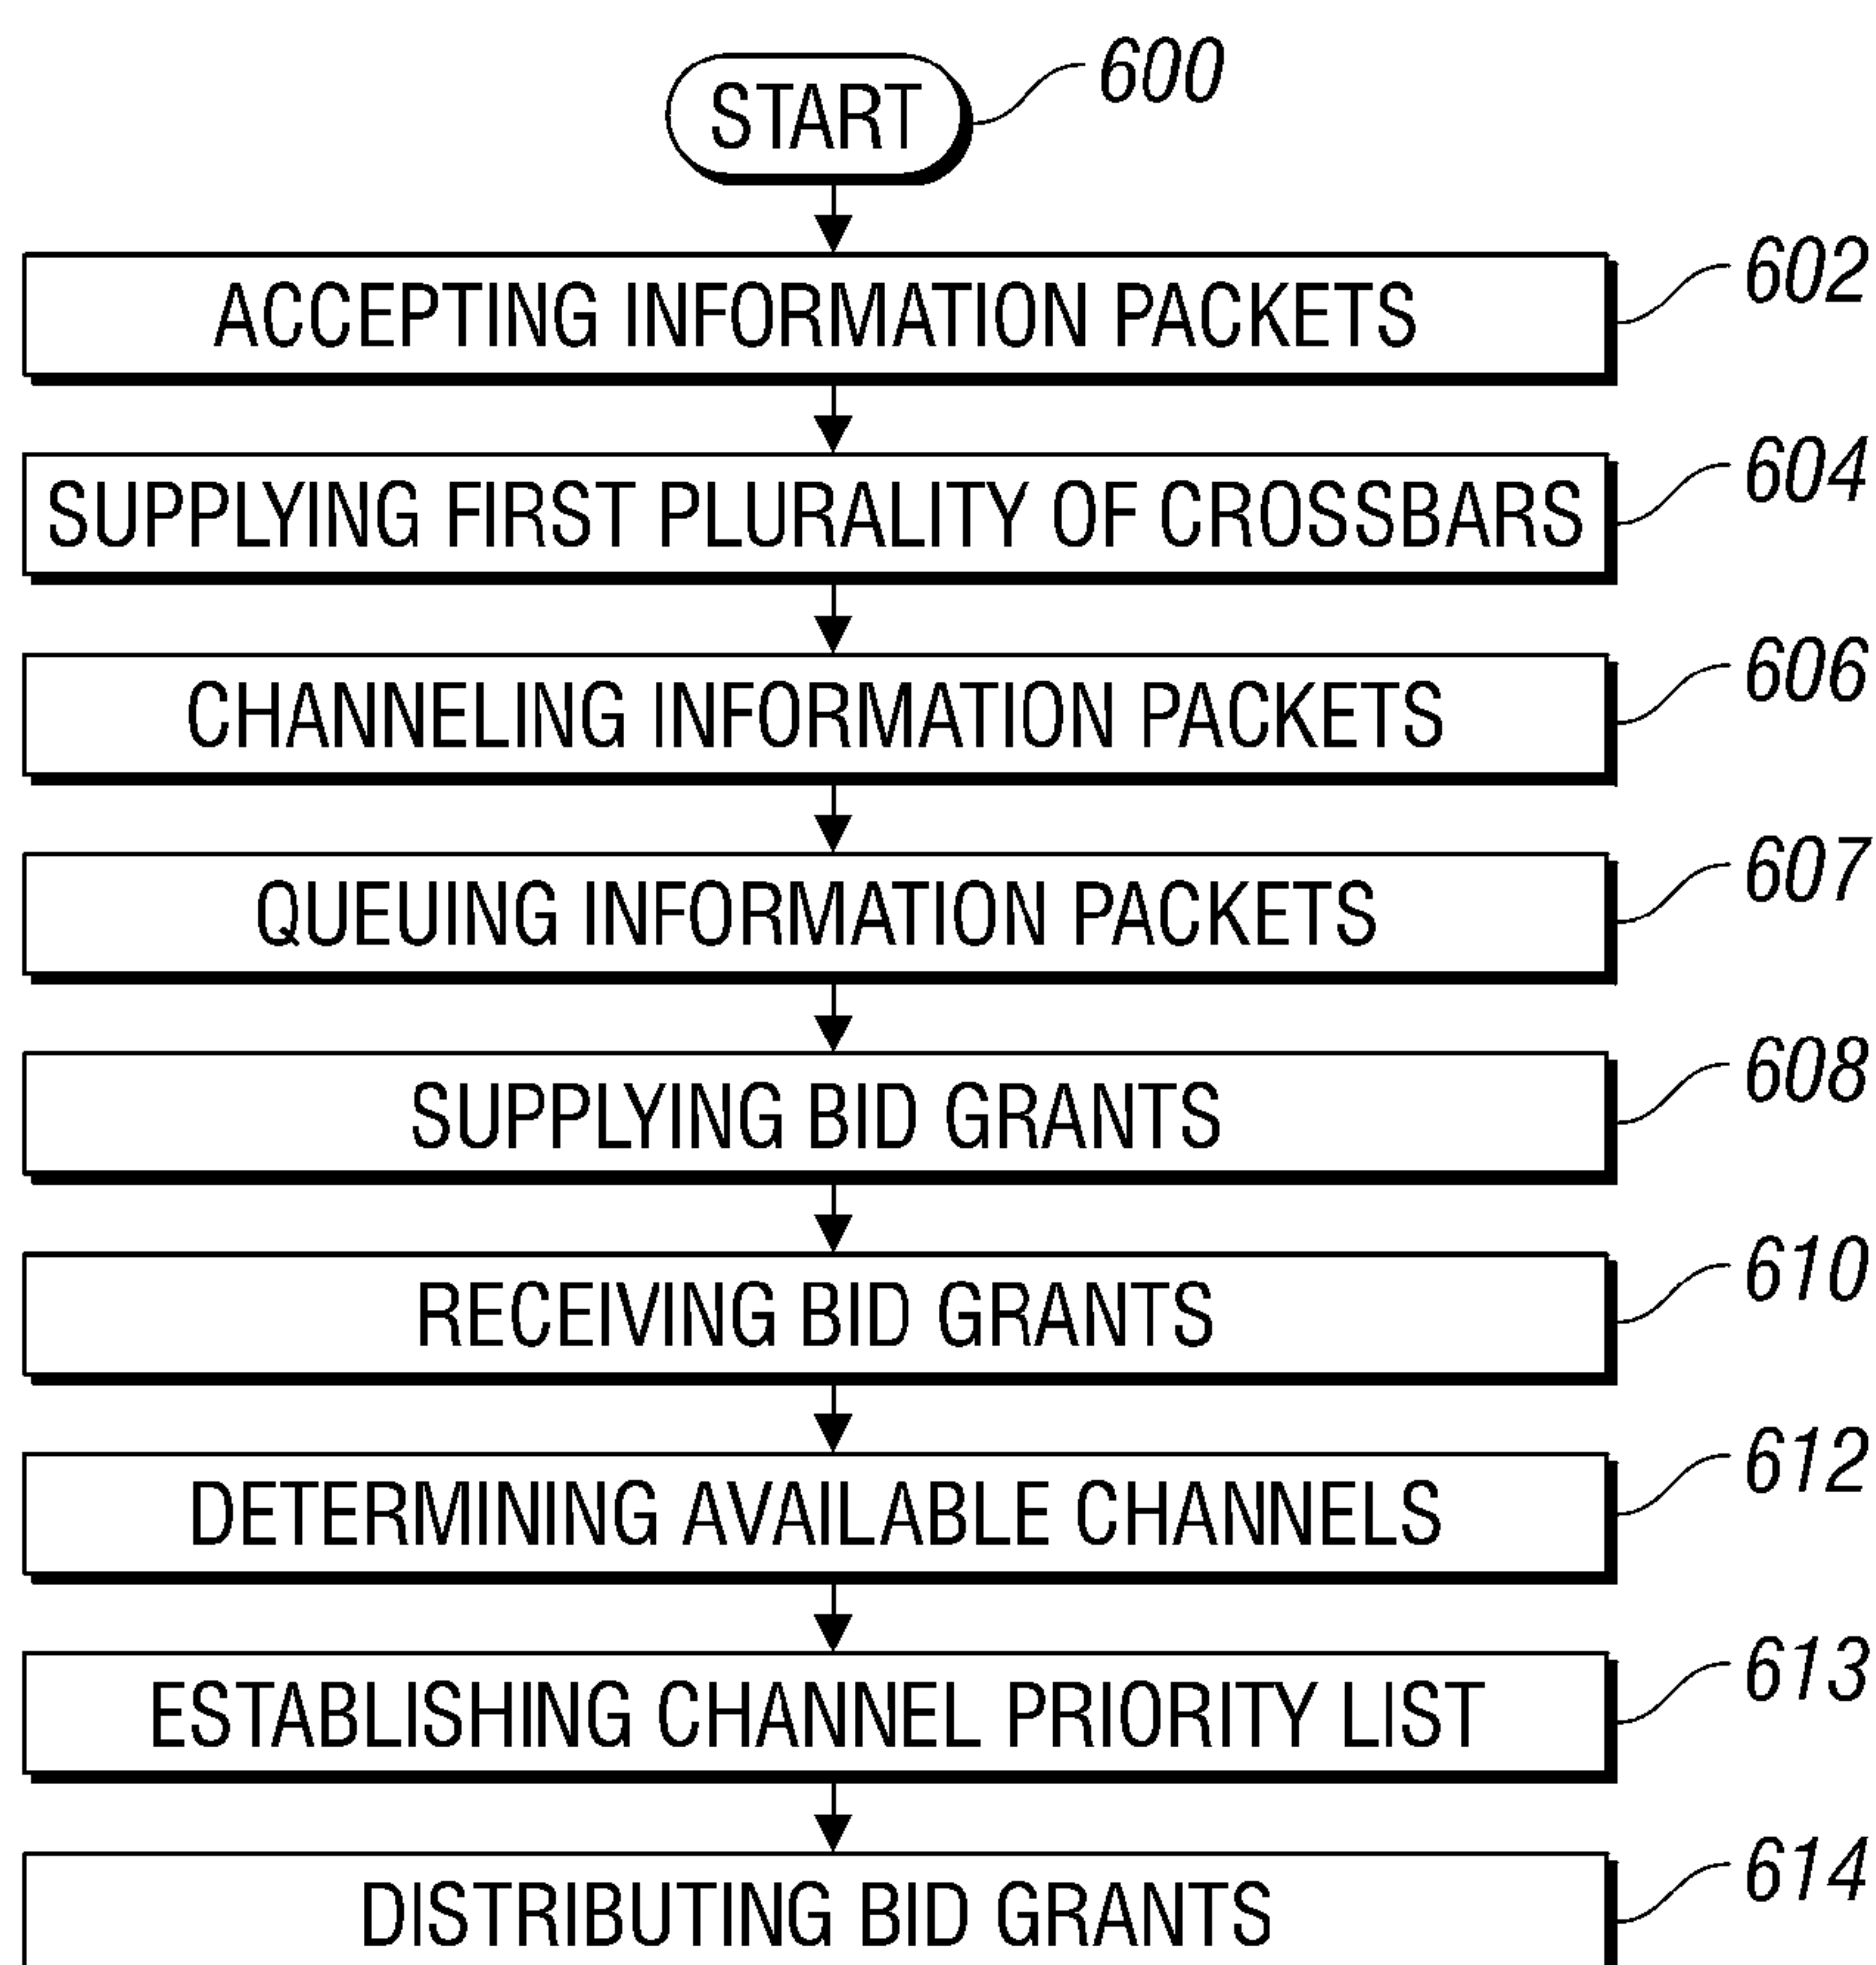 START 600
ACCEPTING INFORMATION PACKETS 602
SUPPLYING FIRST PLURALITY OF CROSSBARS 604
CHANNELING INFORMATION PACKETS 606
QUEUING INFORMATION PACKETS 607
SUPPLYING BID GRANTS 608
RECEIVING BID GRANTS 610
DETERMINING AVAILABLE CHANNELS 612
ESTABLISHING CHANNEL PRIORITY LIST 613
DISTRIBUTING BID GRANTS 614